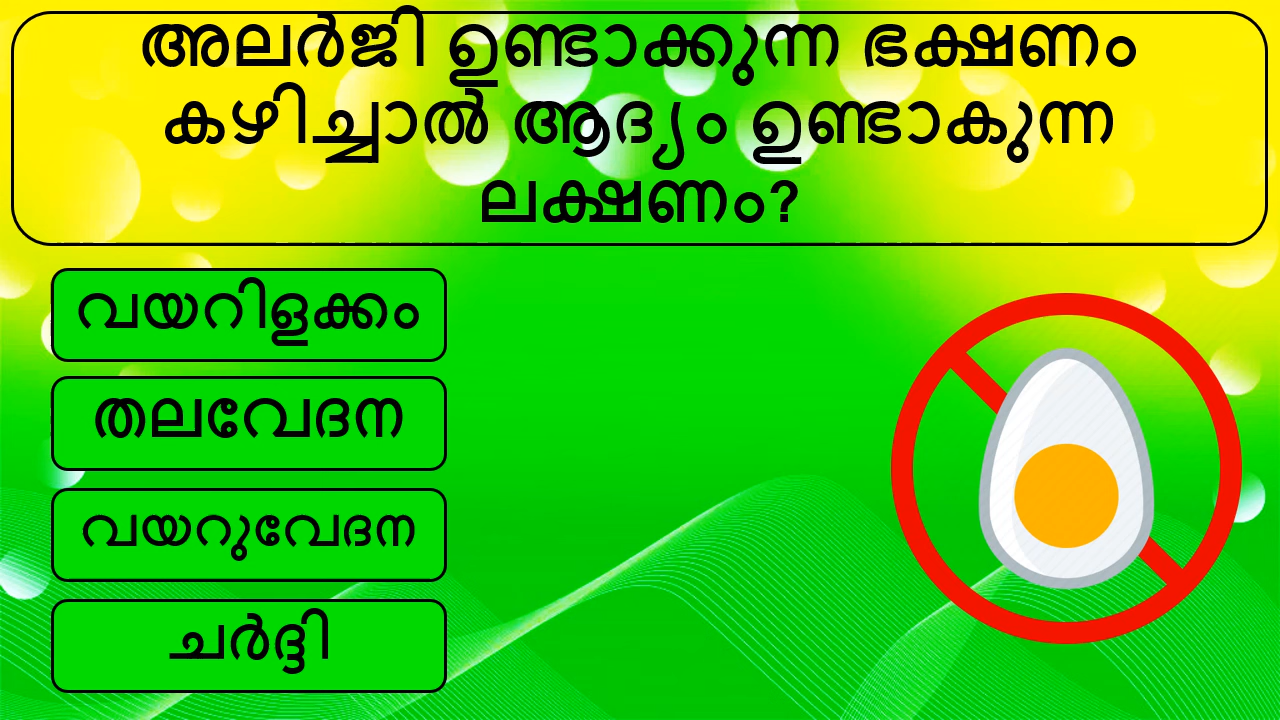 അലർജി ഉണ്ടാക്കുന്ന ഭക്ഷണം
കഴിച്ചാൽ ആദ്യം ഉണ്ടാകുന്ന
ലക്ഷണം?
വയറിളക്കം
തലവേദന
വയറുവേദന
ചർദ്ദി